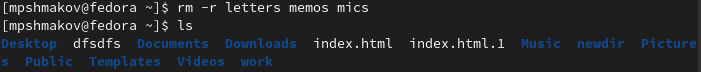 [mpshmakov@fedora ~]$ rm -r letters memos mics
[mpshmakov@fedora ~]$ ls
Desktop dfsdfs Documents Downloads index.html index.html.1 Music newdir Picture
s Public Templates Videos work